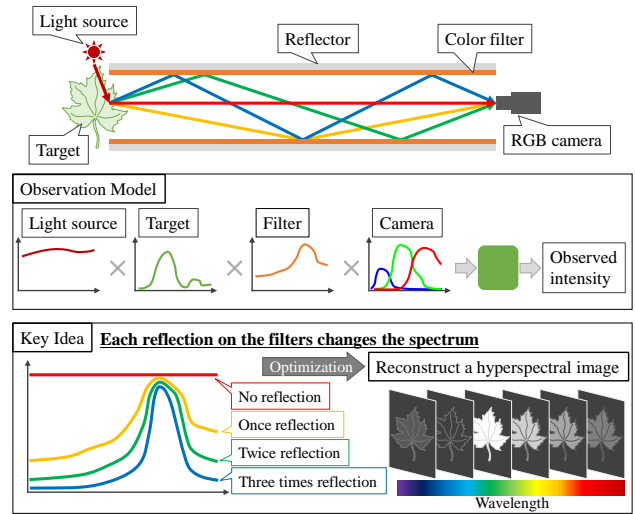 Light source
Reflector
Color filter
Target
RGB camera
Observation Model
Light source
Target
Filter
Camera
Observed
intensity
Key Idea
Each reflection on the filters changes the spectrum
Optimization
Reconstruct a hyperspectral image
No reflection
Once reflection
Twice reflection
Three times reflection
Wavelength